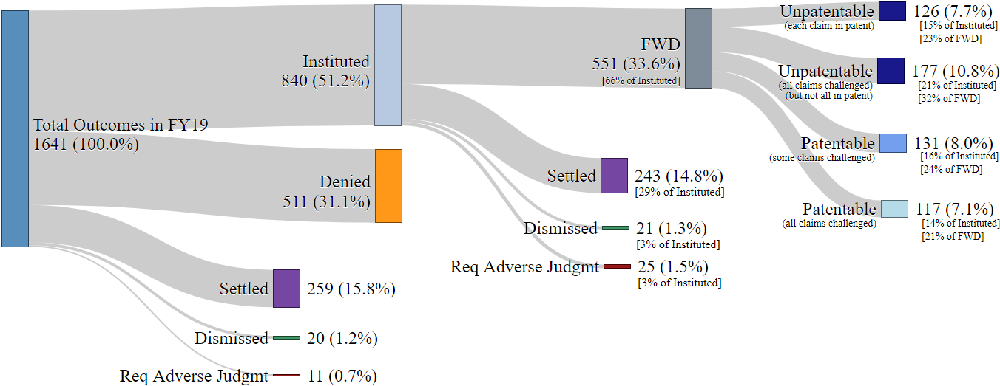 Total Outcomes in FY19
1641 (100.0%)
Instituted
840 (51.2%)
Denied
511 (31.1%)
Settled
259 (15.8%)
Dismissed
20 (1.2%)
Req Adverse Judgmt
11 (0.7%)
FWD
551 (33.6%)
[66% of Instituted]
Settled
243 (14.8%)
[29% of Instituted]
Dismissed
21 (1.3%)
[3% of Instituted]
Req Adverse Judgmt
25 (1.5%)
[3% of Instituted]
Unpatentable
(each claim in patent)
126 (7.7%)
[15% of Instituted]
[23% of FWD]
Unpatentable
(all claims challenged)
(but not all in patent)
177 (10.8%)
[21% of Instituted]
[32% of FWD]
Patentable
(some claims challenged)
131 (8.0%)
[16% of Instituted]
[24% of FWD]
Patentable
(all claims challenged)
117 (7.1%)
[14% of Instituted]
[21% of FWD]